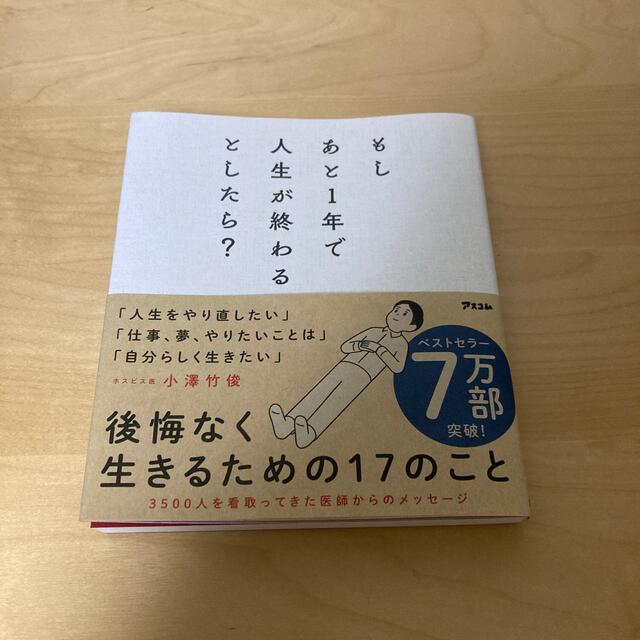 もし
あと1年で
人生が終わる
としたら？
「人生をやり直したい」
「仕事、夢、やりたいことは」
「自分らしく生きたい」
ホスピス医 小澤竹俊
アスコム
ベストセラー
7万部
突破！
後悔なく
生きるための17のこと
3500人を看取ってきた医師からのメッセージ